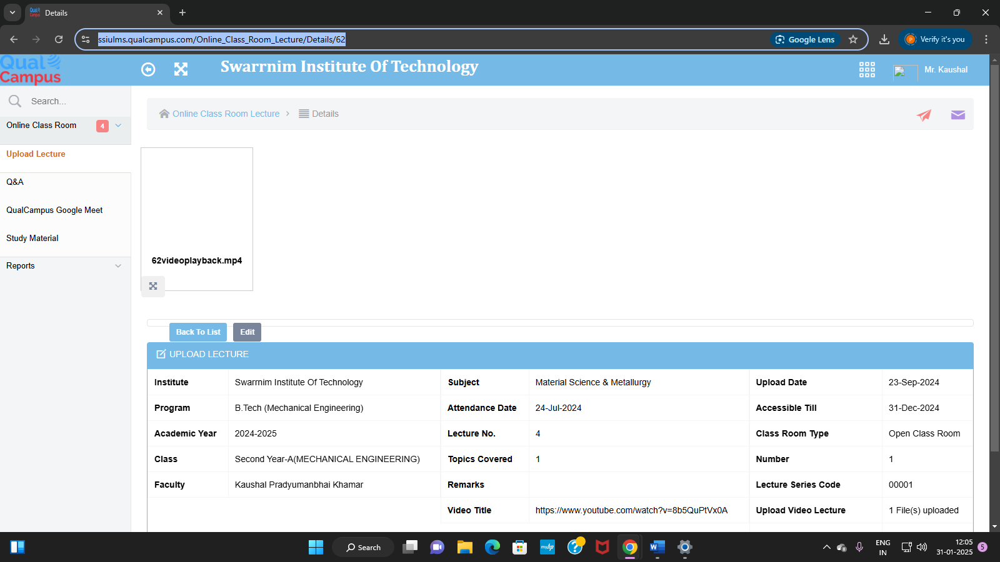 Details
ssiulms.qualcampus.com/Online_Class_Room_Lecture/Details/62
Google Lens
Verify it's you
Qual
Campus
Swarrnim Institute Of Technology
Mr. Kaushal
Search...
Online Class Room Lecture
Details
Online Class Room
4
Upload Lecture
Q&A
QualCampus Google Meet
Study Material
Reports
62videoplayback.mp4
Back To List
Edit
UPLOAD LECTURE
Institute Swarrnim Institute Of Technology Subject Material Science & Metallurgy Upload Date 23-Sep-2024
Program B.Tech (Mechanical Engineering) Attendance Date 24-Jul-2024 Accessible Till 31-Dec-2024
Academic Year 2024-2025 Lecture No. 4 Class Room Type Open Class Room
Class Second Year-A(MECHANICAL ENGINEERING) Topics Covered 1 Number 1
Faculty Kaushal Pradyumanbhai Khamar Remarks Lecture Series Code 00001
Video Title https://www.youtube.com/watch?v=8b5QuPtVx0A Upload Video Lecture 1 File(s) uploaded
Search
myhp
W
ENG
IN
12:05
31-01-2025
5